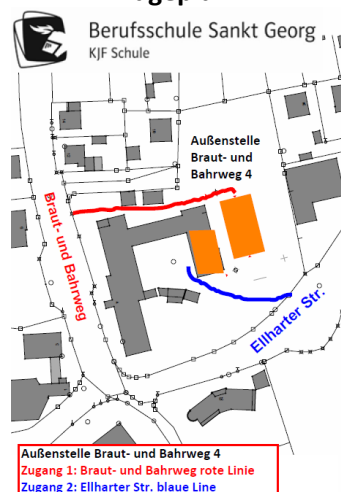 Berufsschule Sankt Georg
KJF Schule
Außenstelle
Braut- und
Bahrweg 4
Braut- und Bahrweg
Ellharter Str.
Außenstelle Braut- und Bahrweg 4
Zugang 1: Braut- und Bahrweg rote Linie
Zugang 2: Ellharter Str. blaue Line